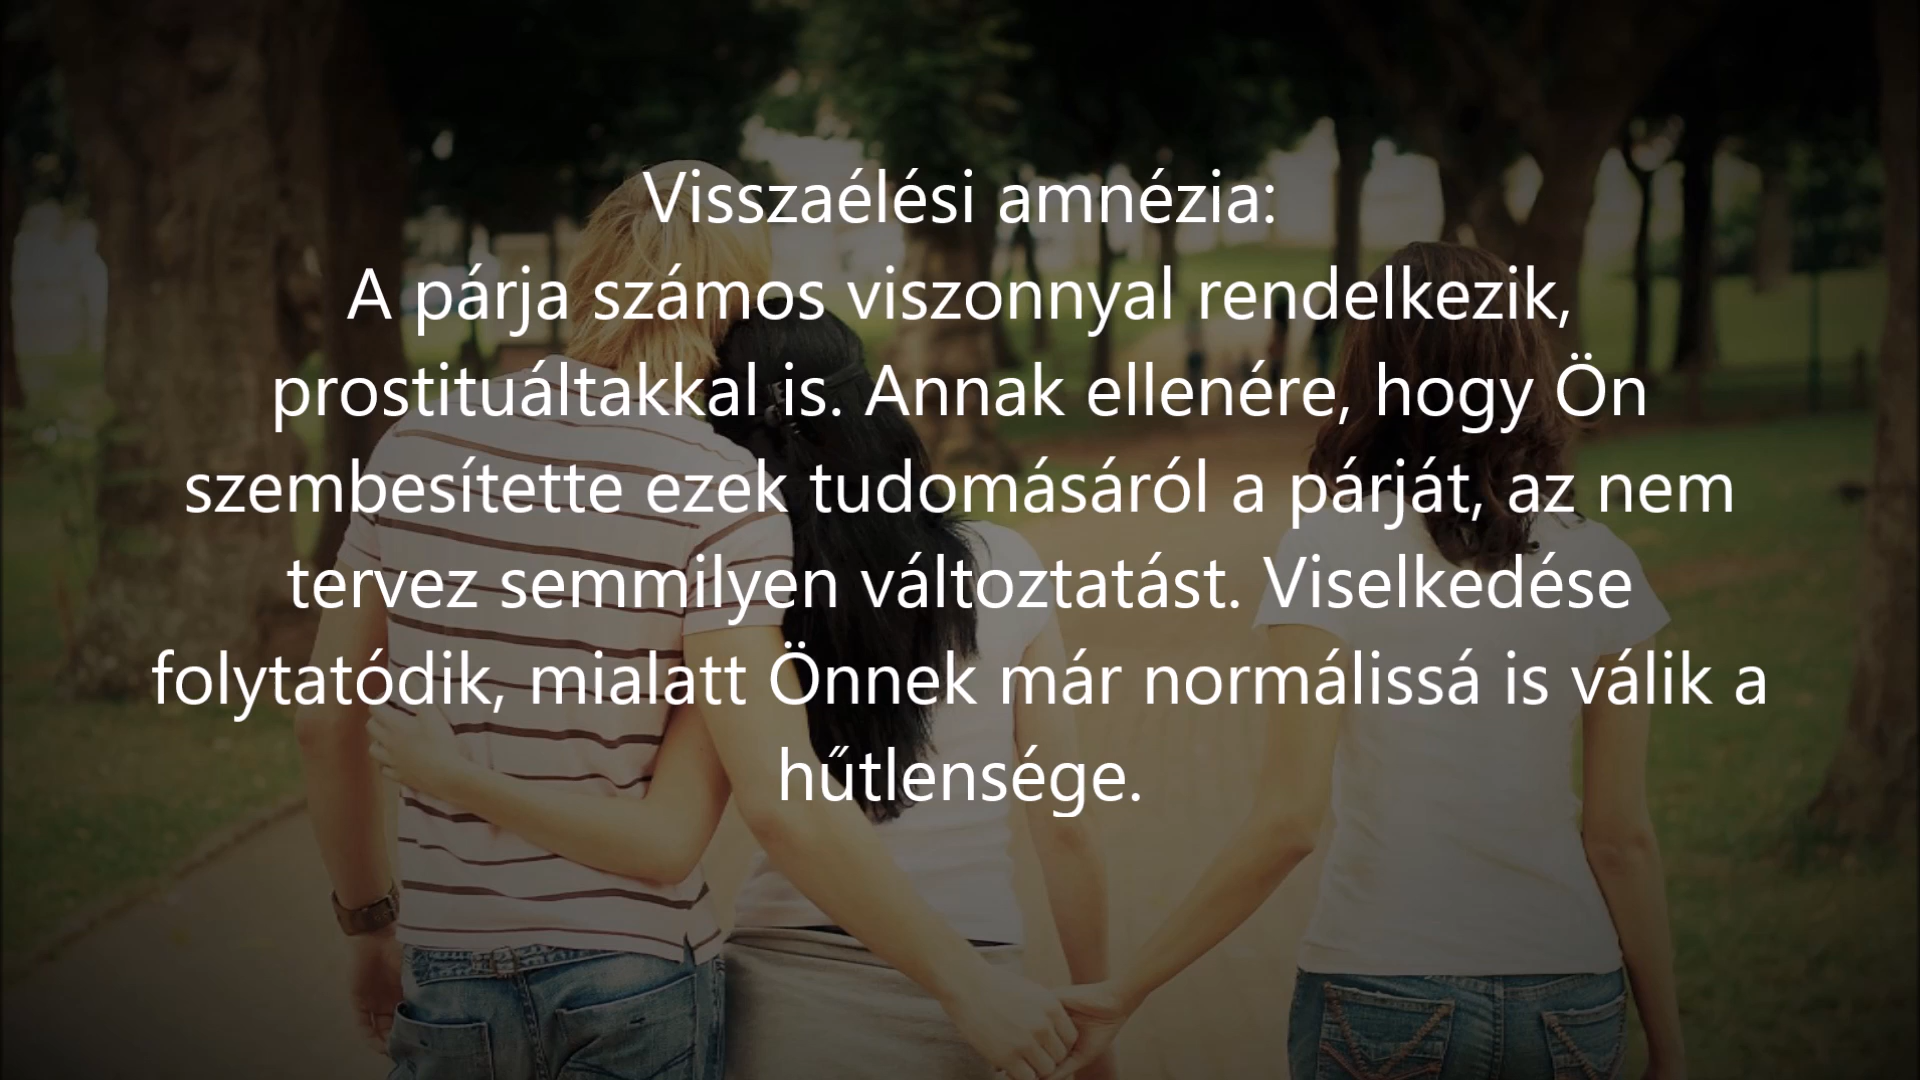 Visszaélési amnézia:
A párja számos viszonnyal rendelkezik,
prostituáltakkal is. Annak ellenére, hogy Ön
szembesítette ezek tudomásáról a párját, az nem
tervez semmilyen változtatást. Viselkedése
folytatódik, mialatt Önnek már normálissá is válik a
hűtlensége.